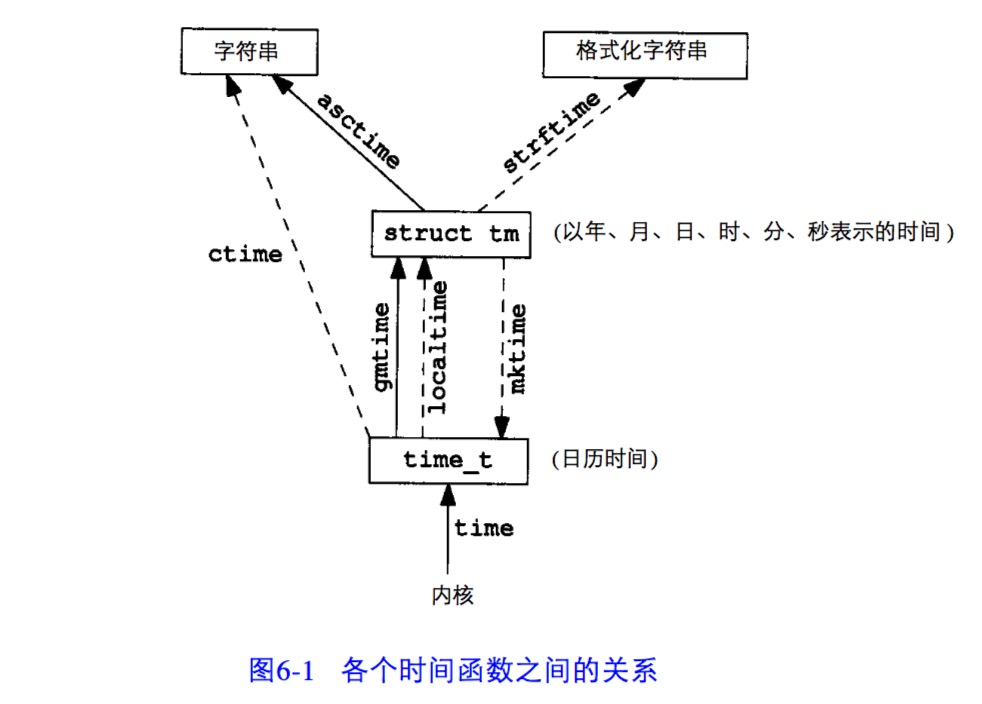 字符串
格式化字符串
asctime
strftime
struct tm
(以年、月、日、时、分、秒表示的时间)
ctime
gmtime
localtime
mktime
time_t
(日历时间)
time
内核
图6-1 各个时间函数之间的关系